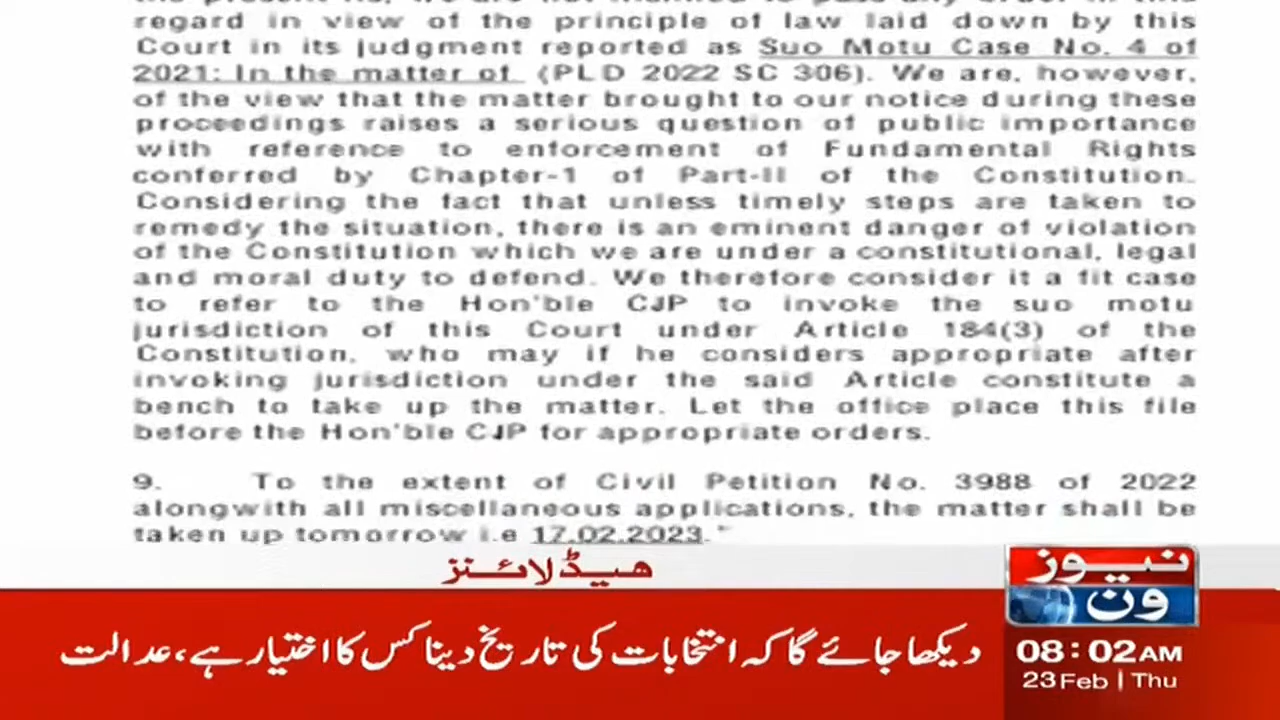 regard in view of the principle of law laid down by this
Court in its judgment reported as Suo Motu Case No. 4 of
2021: In the matter of (PLD 2022 SC 306). We are, however,
of the view that the matter brought to our notice during these
proceedings raises a serious question of public importance
with reference to enforcement of Fundamental Rights
conferred by Chapter-1 of Part-II of the Constitution.
Considering the fact that unless timely steps are taken to
remedy the situation, there is an eminent danger of violation
of the Constitution which we are under a constitutional, legal
and moral duty to defend. We therefore consider it a fit case
to refer to the Hon'ble CJP to invoke the suo motu
jurisdiction of this Court under Article 184(3) of the
Constitution, who may if he considers appropriate after
invoking jurisdiction under the said Article constitute a
bench to take up the matter. Let the office place this file
before the Hon'ble CJP for appropriate orders.
9. To the extent of Civil Petition No. 3988 of 2022
alongwith all miscellaneous applications, the matter shall be
taken up tomorrow i.e 17.02.2023."
ہیڈلائنز
نیوز
ون
دیکھا جائے گا کہ انتخابات کی تاریخ دینا کس کا اختیار ہے، عدالت
08:02AM
23Feb | Thu